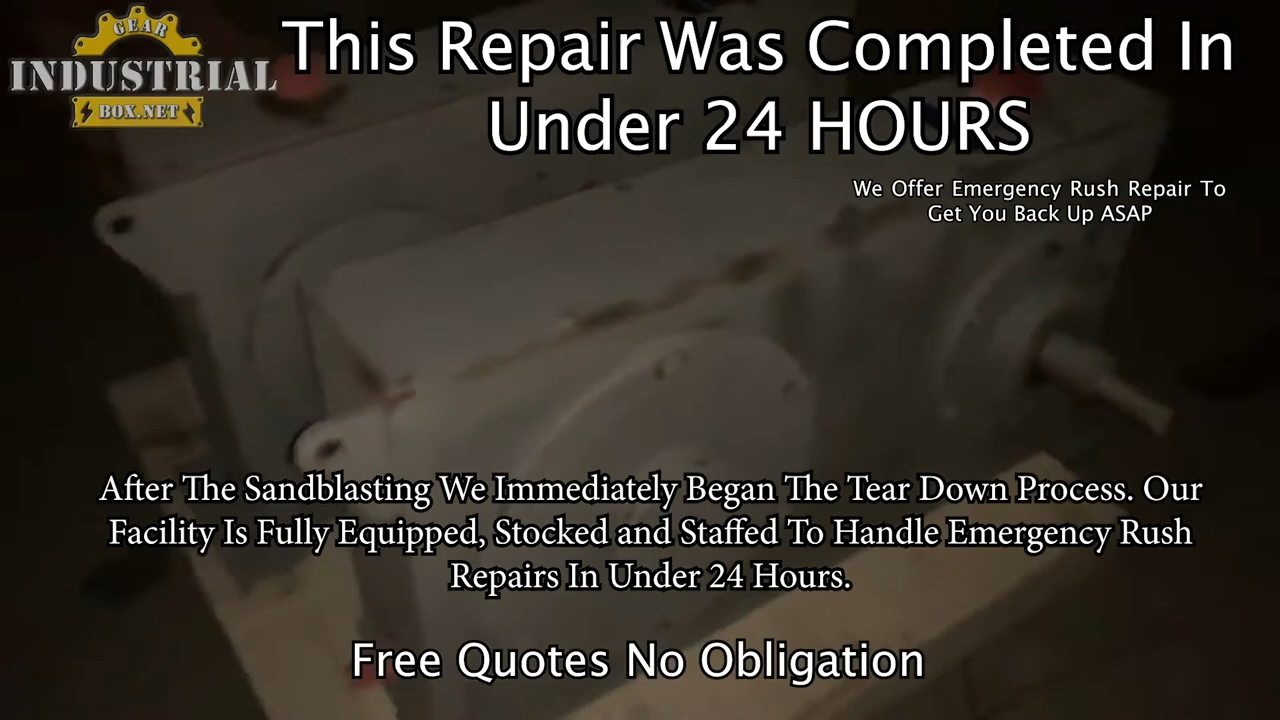 GEAR
INDUSTRIAL
BOX.NET
This Repair Was Completed In
Under 24 HOURS
We Offer Emergency Rush Repair To
Get You Back Up ASAP
After The Sandblasting We Immediately Began The Tear Down Process. Our
Facility Is Fully Equipped, Stocked and Staffed To Handle Emergency Rush
Repairs In Under 24 Hours.
Free Quotes No Obligation